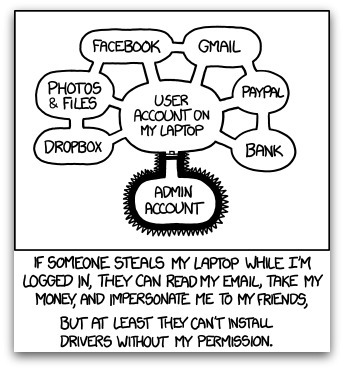 FACEBOOK
GMAIL
PHOTOS
& FILES
USER
ACCOUNT ON
MY LAPTOP
PAYPAL
DROPBOX
BANK
ADMIN
ACCOUNT
IF SOMEONE STEALS MY LAPTOP WHILE I'M
LOGGED IN, THEY CAN READ MY EMAIL, TAKE MY
MONEY, AND IMPERSONATE ME TO MY FRIENDS,
BUT AT LEAST THEY CAN'T INSTALL
DRIVERS WITHOUT MY PERMISSION.